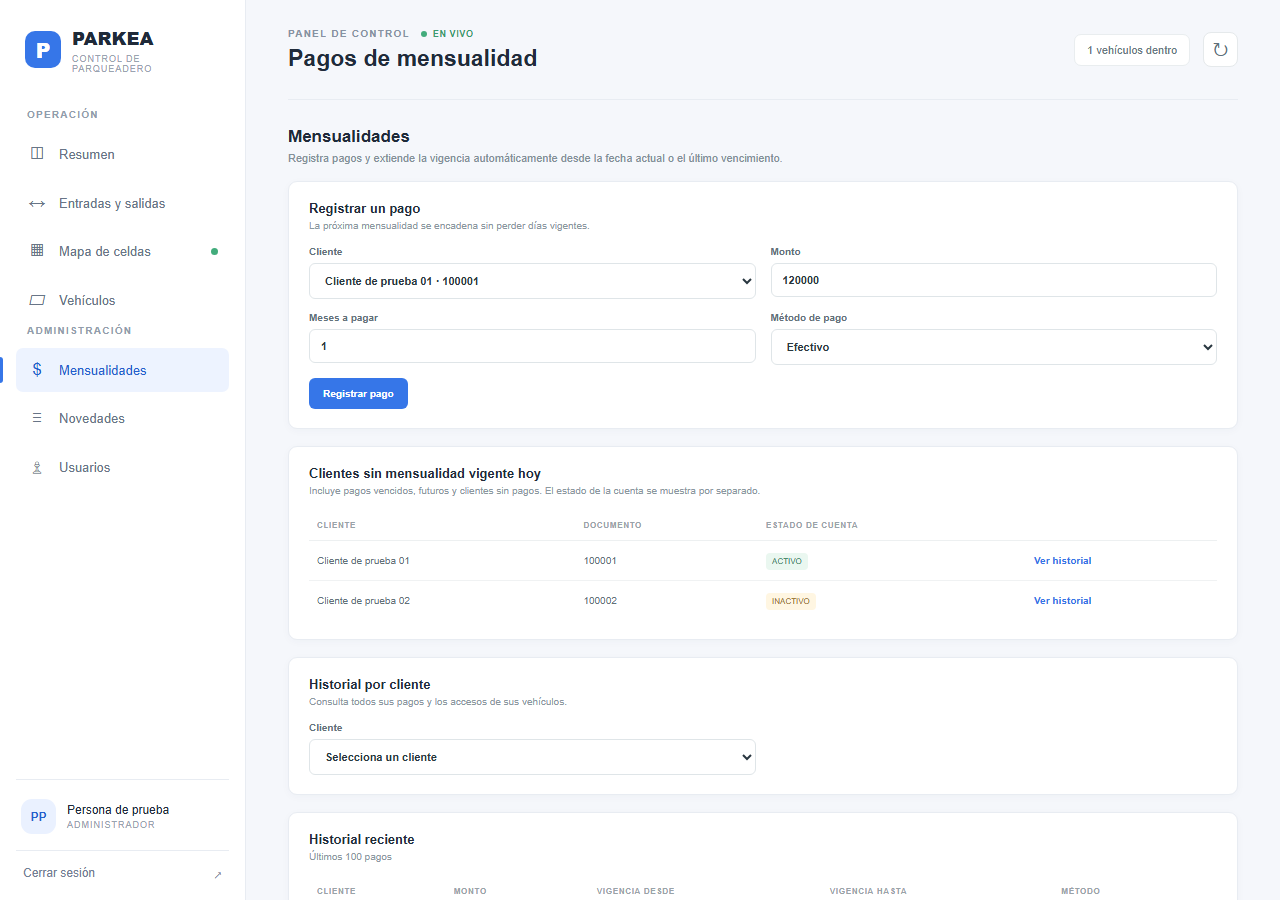 P
PARKEA
CONTROL DE
PARQUEADERO
OPERACIÓN
Resumen
Entradas y salidas
Mapa de celdas
Vehículos
ADMINISTRACIÓN
$ Mensualidades
Novedades
Usuarios
PP
Persona de prueba
ADMINISTRADOR
Cerrar sesión ↗
PANEL DE CONTROL EN VIVO
Pagos de mensualidad
1 vehículos dentro
Mensualidades
Registra pagos y extiende la vigencia automáticamente desde la fecha actual o el último vencimiento.
Registrar un pago
La próxima mensualidad se encadena sin perder días vigentes.
Cliente Monto
Cliente de prueba 01 · 100001 120000
Meses a pagar Método de pago
1 Efectivo
Registrar pago
Clientes sin mensualidad vigente hoy
Incluye pagos vencidos, futuros y clientes sin pagos. El estado de la cuenta se muestra por separado.
CLIENTE DOCUMENTO ESTADO DE CUENTA
Cliente de prueba 01 100001 ACTIVO Ver historial
Cliente de prueba 02 100002 INACTIVO Ver historial
Historial por cliente
Consulta todos sus pagos y los accesos de sus vehículos.
Cliente
Selecciona un cliente
Historial reciente
Últimos 100 pagos
CLIENTE MONTO VIGENCIA DESDE VIGENCIA HASTA MÉTODO